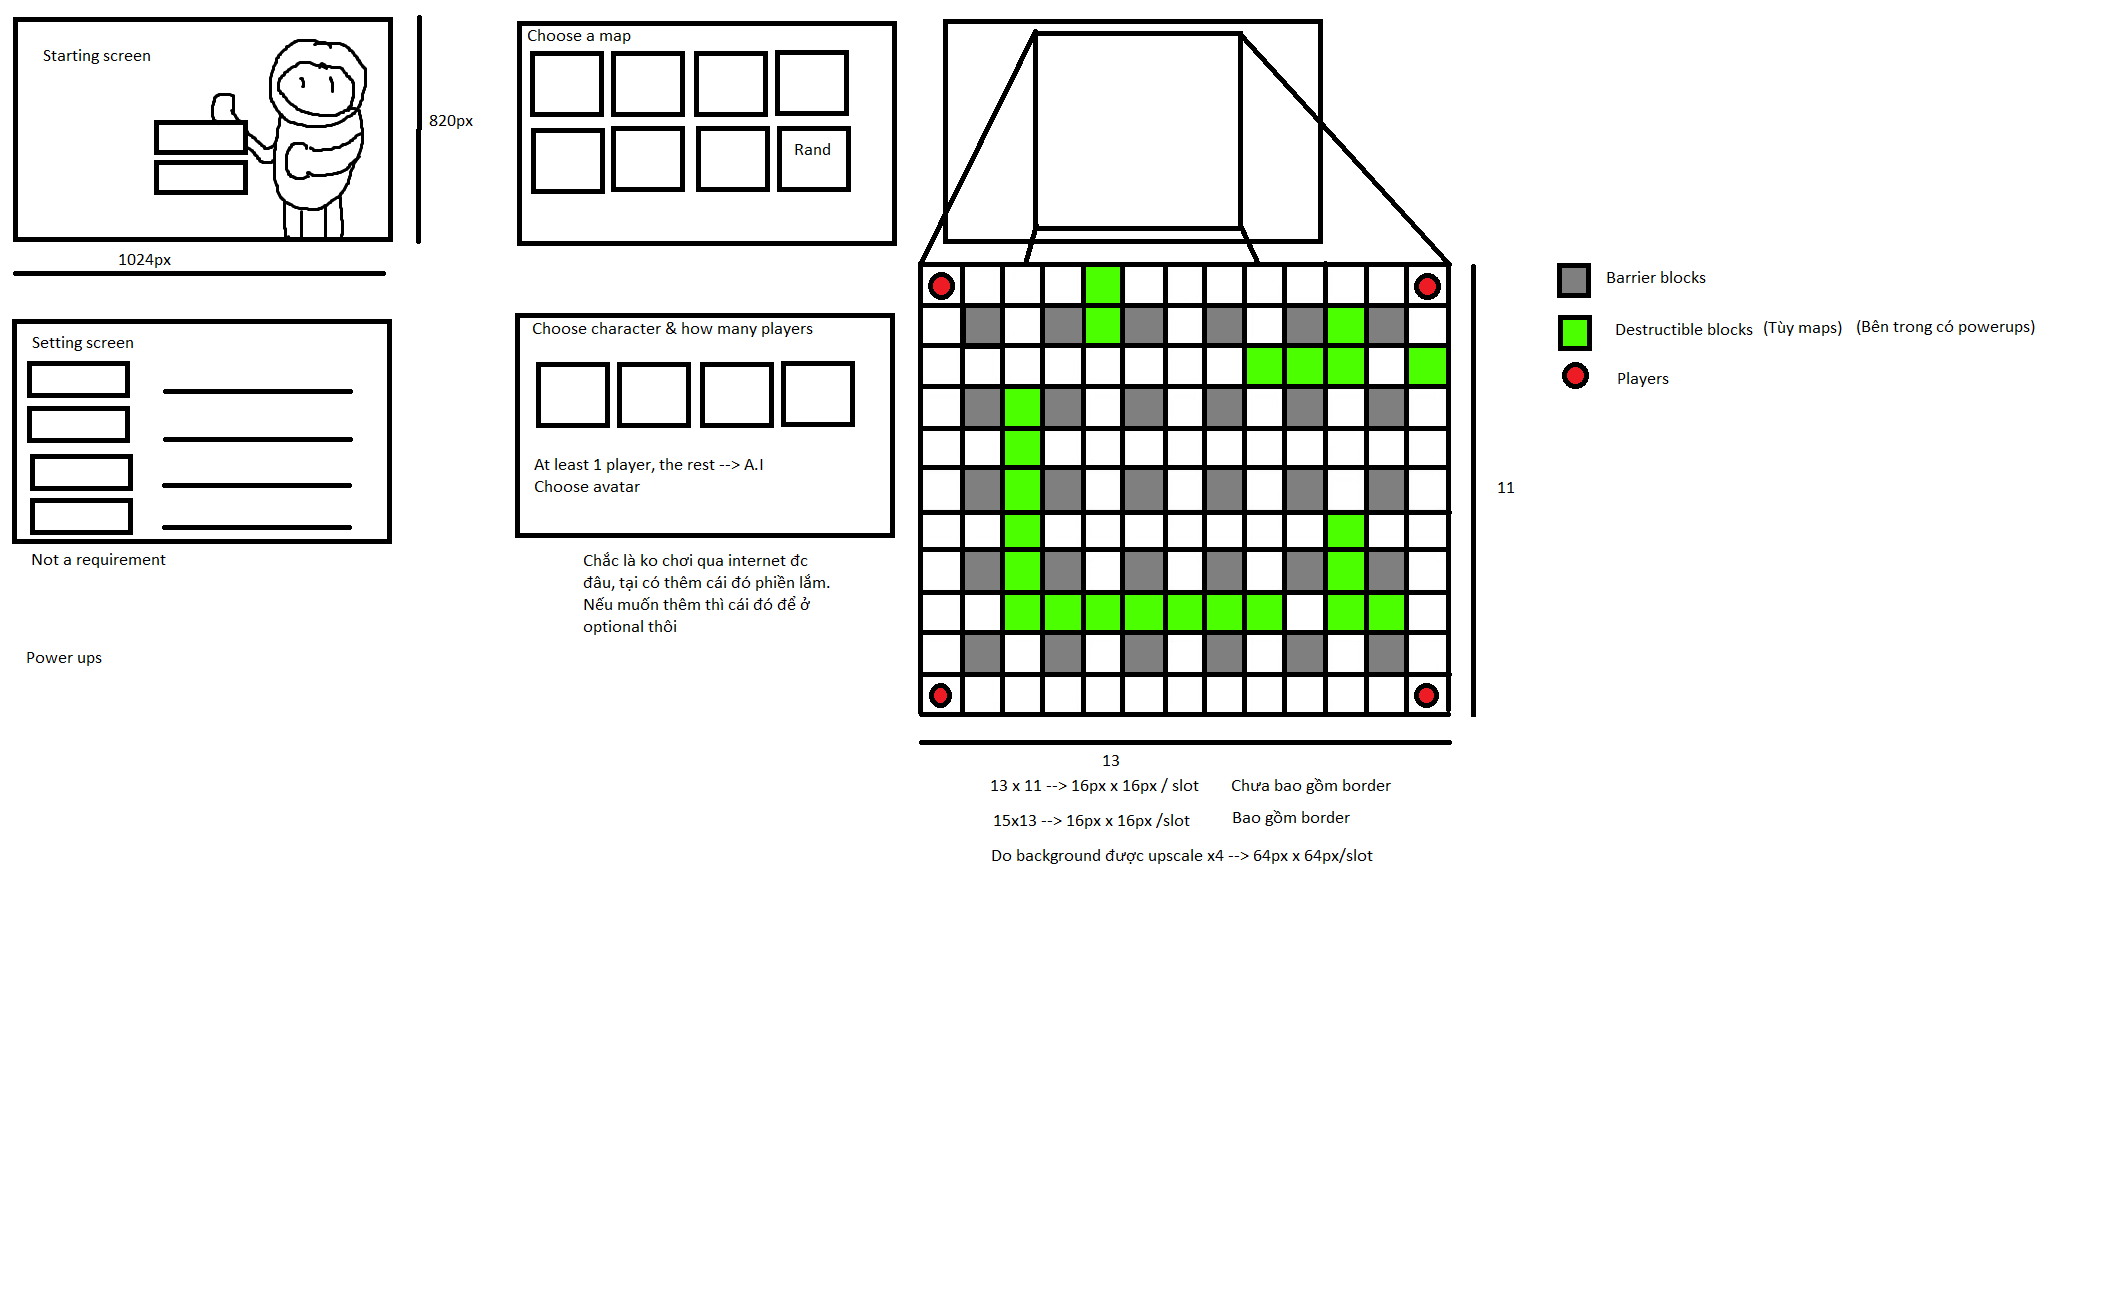 Starting screen
820px
1024px
Setting screen
Not a requirement
Power ups
Choose a map
Rand
Choose character & how many players
At least 1 player, the rest --> A.I
Choose avatar
Chắc là ko chơi qua internet đc
đâu, tại có thêm cái đó phiền lắm.
Nếu muốn thêm thì cái đó để ở
optional thôi
11
13
13 x 11 --> 16px x 16px / slot Chưa bao gồm border
15x13 --> 16px x 16px /slot Bao gồm border
Do background được upscale x4 --> 64px x 64px/slot
Barrier blocks
Destructible blocks (Tùy maps) (Bên trong có powerups)
Players